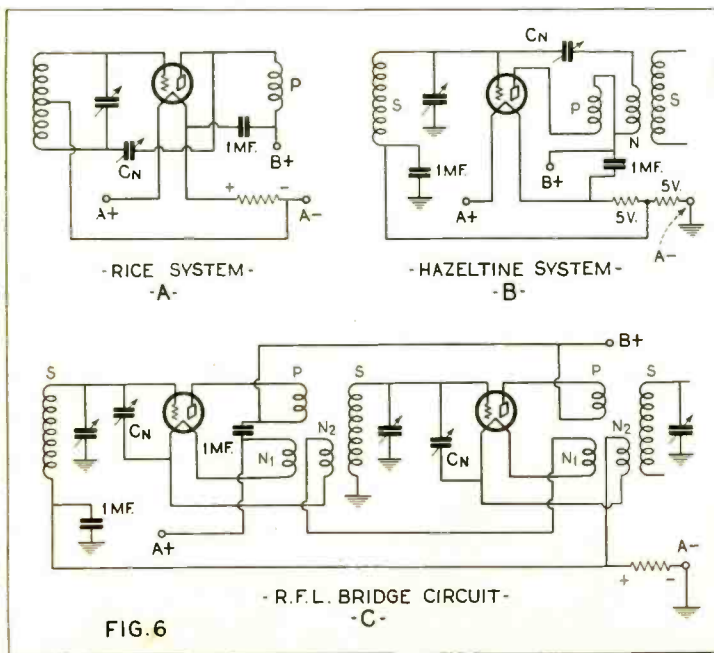 CN
P
1MF.
B+
CN
A+
+ -
A-
-RICE SYSTEM-
-A-
CN
S
P
N
S
1MF.
B+
1MF.
A+
5V.
5V.
A-
-HAZELTINE SYSTEM-
-B-
B+
S
CN
P
1MF.
N1
N2
S
CN
P
N1
N2
S
1MF.
A+
A-
+ -
-R.F.L. BRIDGE CIRCUIT-
-C-
FIG.6